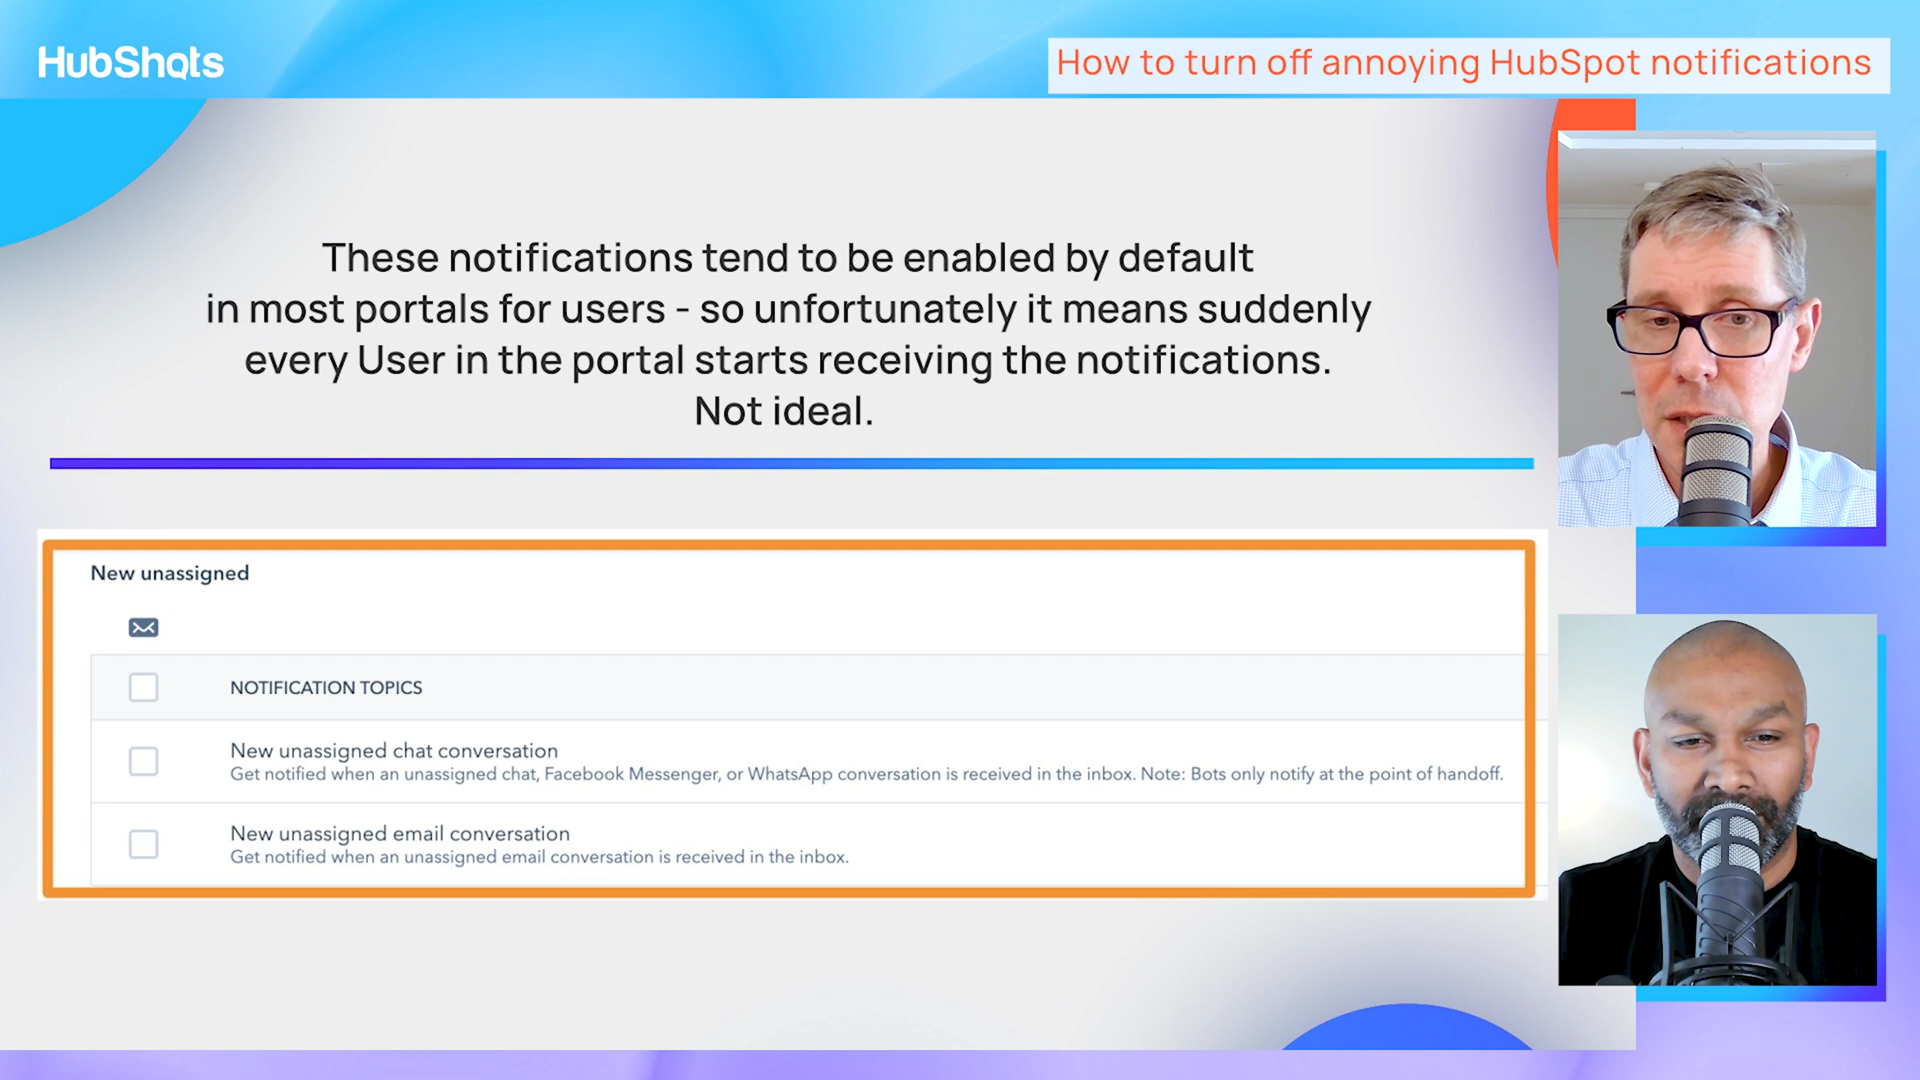 HubShots
How to turn off annoying HubSpot notifications
These notifications tend to be enabled by default
in most portals for users - so unfortunately it means suddenly
every User in the portal starts receiving the notifications.
Not ideal.
New unassigned
NOTIFICATION TOPICS
New unassigned chat conversation
Get notified when an unassigned chat, Facebook Messenger, or WhatsApp conversation is received in the inbox. Note: Bots only notify at the point of handoff.
New unassigned email conversation
Get notified when an unassigned email conversation is received in the inbox.